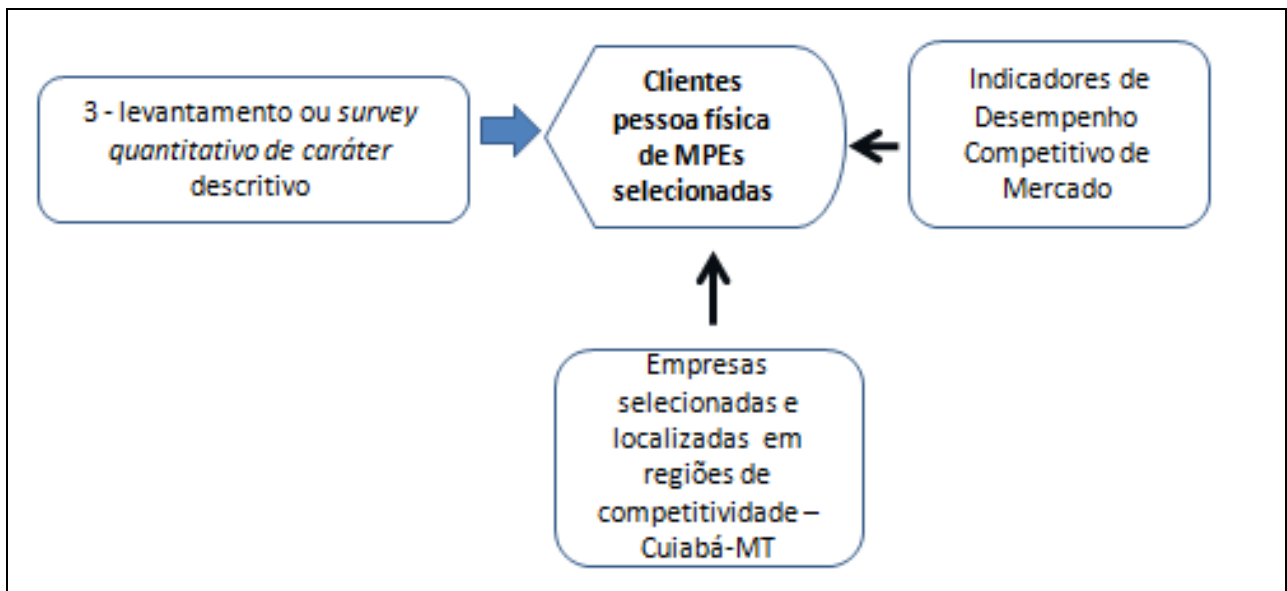 3 - levantamento ou survey
quantitativo de caráter
descritivo
Clientes
pessoa física
de MPEs
selecionadas
Indicadores de
Desempenho
Competitivo de
Mercado
Empresas
selecionadas e
localizadas em
regiões de
competitividade –
Cuiabá-MT